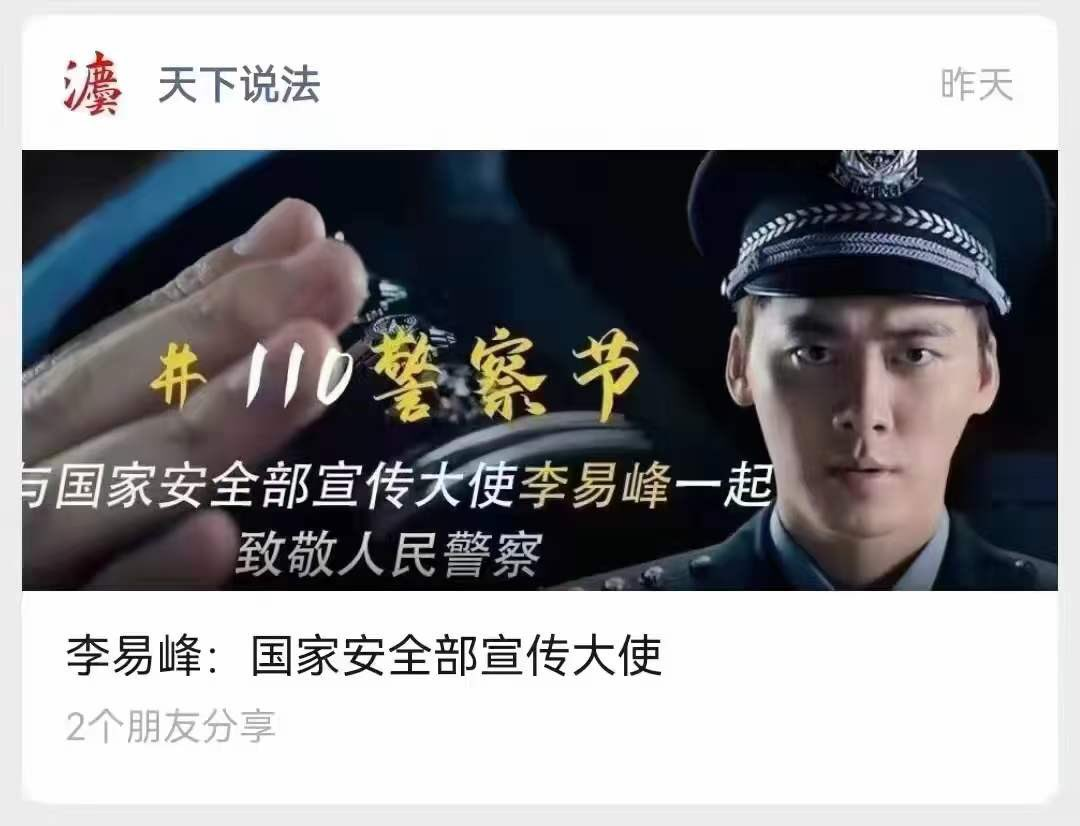 灋
天下说法
昨天
#110警察节
与国家安全部宣传大使李易峰一起
致敬人民警察
李易峰：国家安全部宣传大使
2个朋友分享